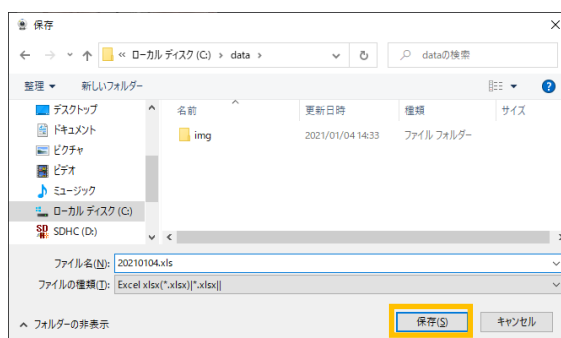 保存
« ローカル ディスク (C:) › data ›
dataの検索
整理
新しいフォルダー
名前
更新日時
種類
サイズ
デスクトップ
ドキュメント
img
2021/01/04 14:33
ファイル フォルダー
ピクチャ
ビデオ
ミュージック
ローカル ディスク (C:)
SDHC (D:)
ファイル名(N): 20210104.xls
ファイルの種類(T): Excel xlsx(*.xlsx)|*.xlsx||
フォルダーの非表示
保存(S)
キャンセル